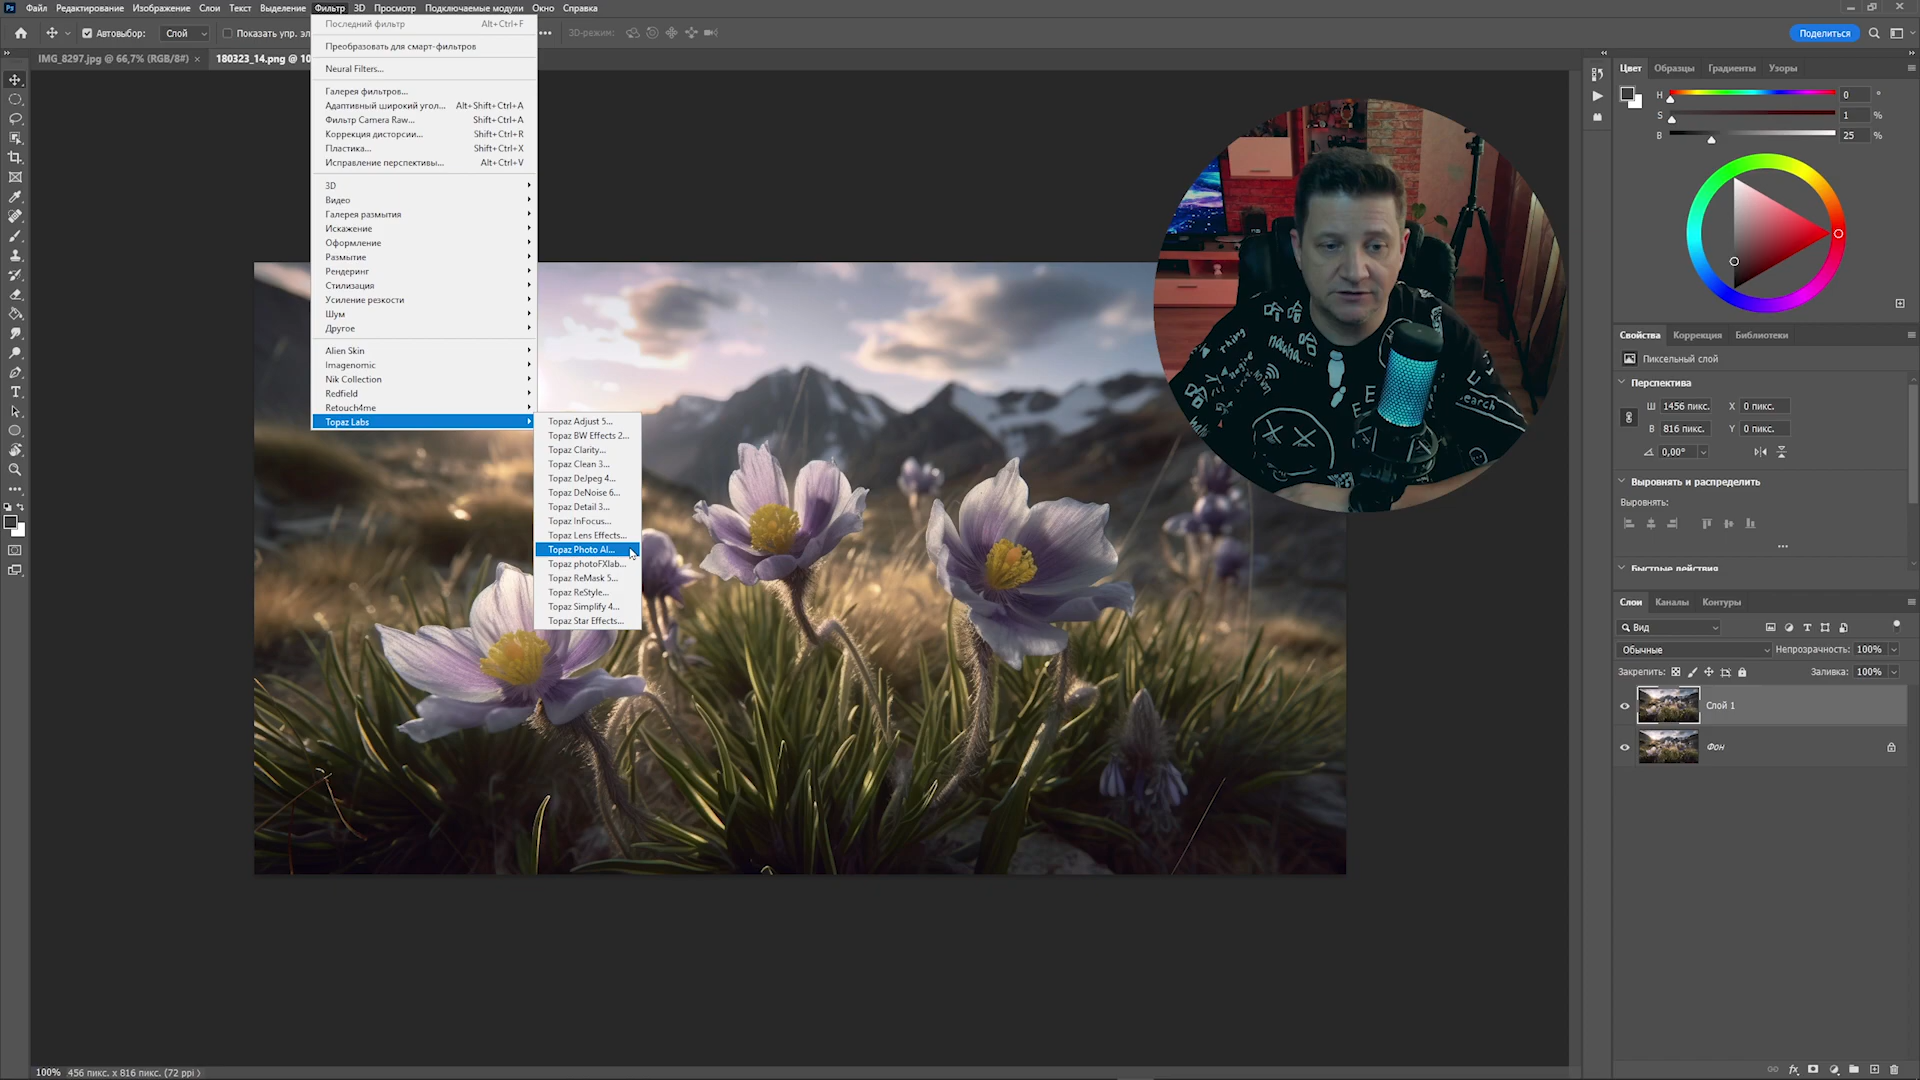 Файл Редактирование Изображение Слои Текст Выделение Фильтр 3D Просмотр Подключаемые модули Окно Справка
Автовыбор: Слой Показать упр. эл 3D-режим: Поделиться
IMG_8297.jpg @ 66,7% (RGB/8#) × 180323_14.png @ 10
Последний фильтр Alt+Ctrl+F
Преобразовать для смарт-фильтров
Neural Filters...
Галерея фильтров...
Адаптивный широкий угол... Alt+Shift+Ctrl+A
Фильтр Camera Raw... Shift+Ctrl+A
Коррекция дисторсии... Shift+Ctrl+R
Пластика... Shift+Ctrl+X
Исправление перспективы... Alt+Ctrl+V
3D
Видео
Галерея размытия
Искажение
Оформление
Размытие
Рендеринг
Стилизация
Усиление резкости
Шум
Другое
Alien Skin
Imagenomic
Nik Collection
Redfield
Retouch4me
Topaz Labs
Topaz Adjust 5...
Topaz BW Effects 2...
Topaz Clarity...
Topaz Clean 3...
Topaz DeJpeg 4...
Topaz DeNoise 6...
Topaz Detail 3...
Topaz InFocus...
Topaz Lens Effects...
Topaz Photo AI...
Topaz photoFXlab...
Topaz ReMask 5...
Topaz ReStyle...
Topaz Simplify 4...
Topaz Star Effects...
thing
search
Цвет Образцы Градиенты Узоры
H 0 °
S 1 %
B 25 %
Свойства Коррекция Библиотеки
Пиксельный слой
Перспектива
Ш 1456 пикс. X 0 пикс.
В 816 пикс. Y 0 пикс.
0,00°
Выровнять и распределить
Выровнять:
Быстрые действия
Слои Каналы Контуры
Вид
Обычные Непрозрачность: 100%
Закрепить: Заливка: 100%
Слой 1
Фон
100% 456 пикс. x 816 пикс. (72 ppi)